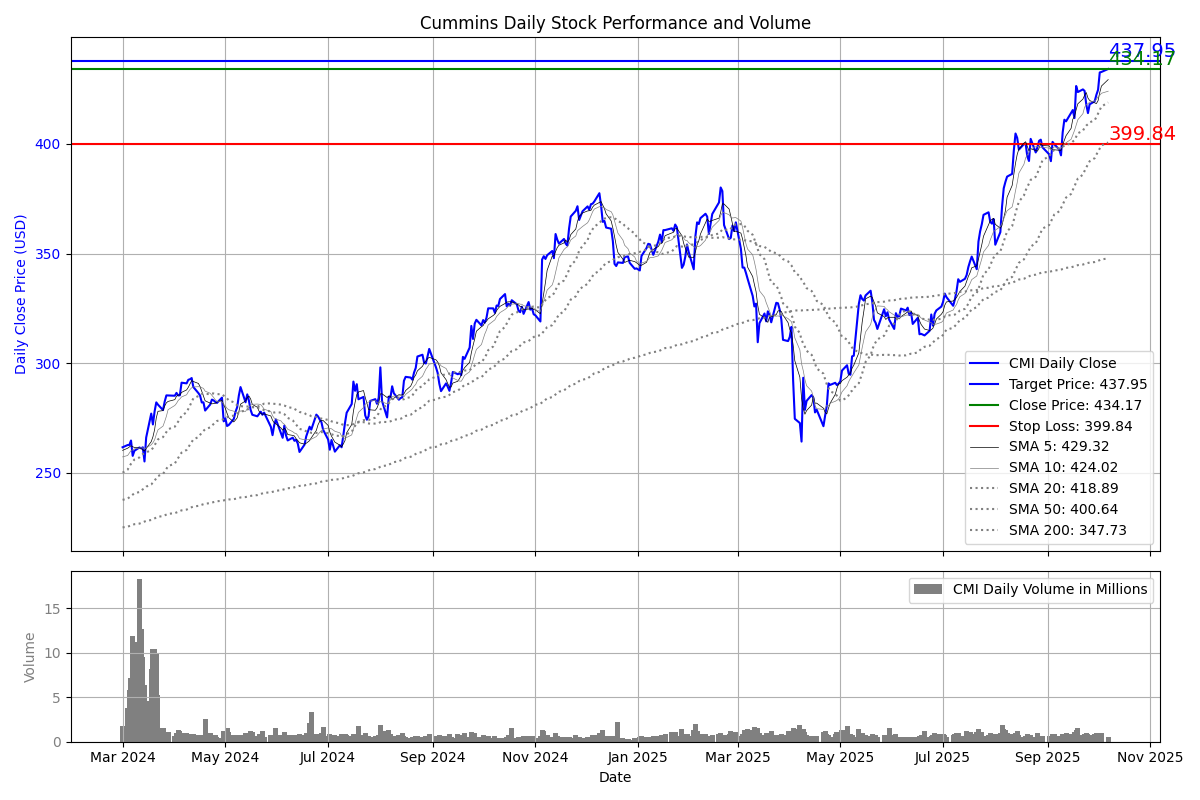 Cummins Daily Stock Performance and Volume
437.95
434.17
399.84
400
350
300
250
Daily Close Price (USD)
CMI Daily Close
Target Price: 437.95
Close Price: 434.17
Stop Loss: 399.84
SMA 5: 429.32
SMA 10: 424.02
SMA 20: 418.89
SMA 50: 400.64
SMA 200: 347.73
CMI Daily Volume in Millions
15
10
5
0
Volume
Mar 2024 May 2024 Jul 2024 Sep 2024 Nov 2024 Jan 2025 Mar 2025 May 2025 Jul 2025 Sep 2025 Nov 2025
Date